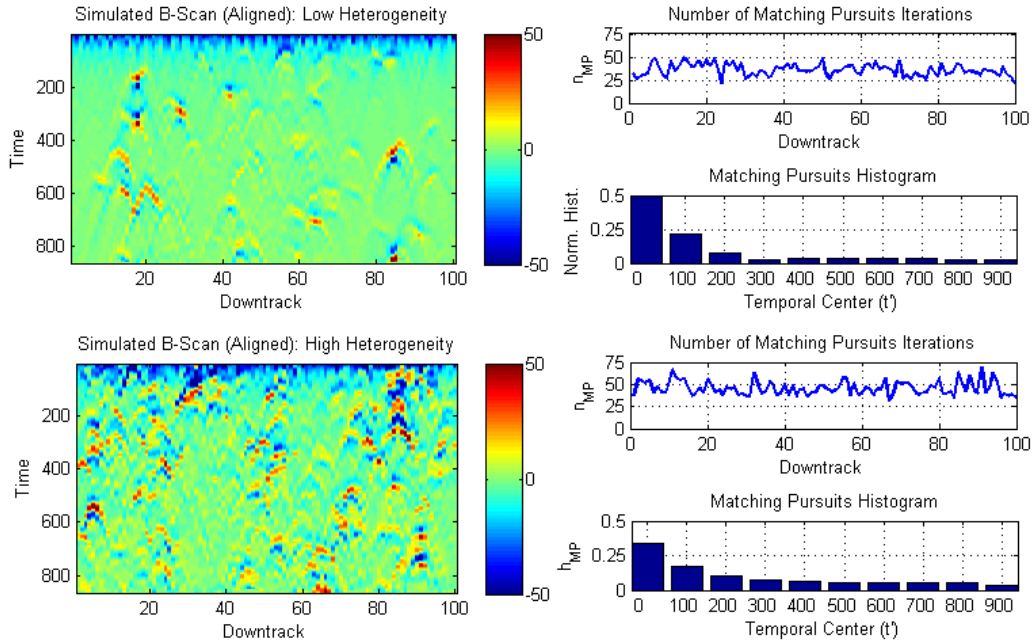 Simulated B-Scan (Aligned): Low Heterogeneity
Time
200
400
600
800
20 40 60 80 100
Downtrack
50
0
-50
Number of Matching Pursuits Iterations
n_MP
75
50
25
0
0 20 40 60 80 100
Downtrack
Matching Pursuits Histogram
Norm. Hist.
0.5
0.25
0
0 100 200 300 400 500 600 700 800 900
Temporal Center (t')
Simulated B-Scan (Aligned): High Heterogeneity
Time
200
400
600
800
20 40 60 80 100
Downtrack
50
0
-50
Number of Matching Pursuits Iterations
n_MP
75
50
25
0
0 20 40 60 80 100
Downtrack
Matching Pursuits Histogram
h_MP
0.5
0.25
0
0 100 200 300 400 500 600 700 800 900
Temporal Center (t')